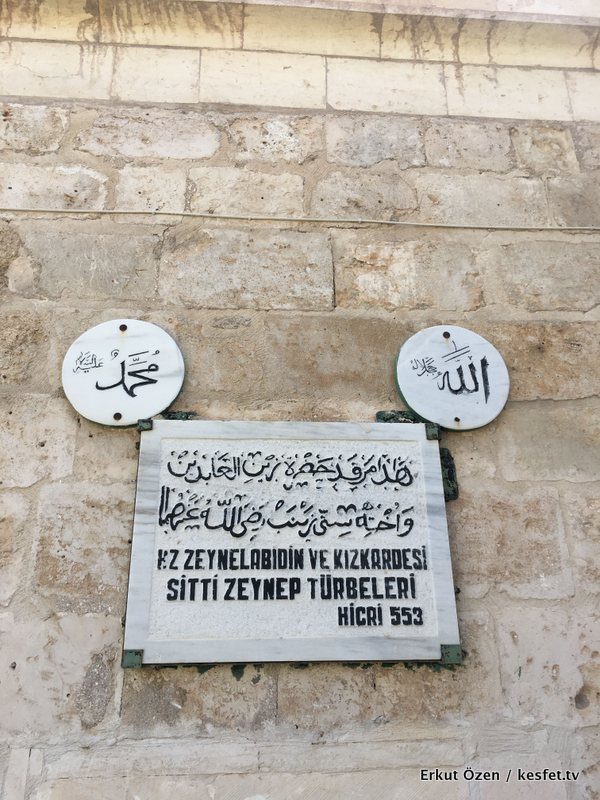 الله جل جلاله
محمد عليه السلام
هذا مرقد حضرة زين العابدين
واخته ستي زينب رضي الله عنهما
HZ ZEYNELABİDİN VE KIZKARDEŞİ
SİTTİ ZEYNEP TÜRBELERİ
HİCRİ 553
Erkut Özen / kesfet.tv